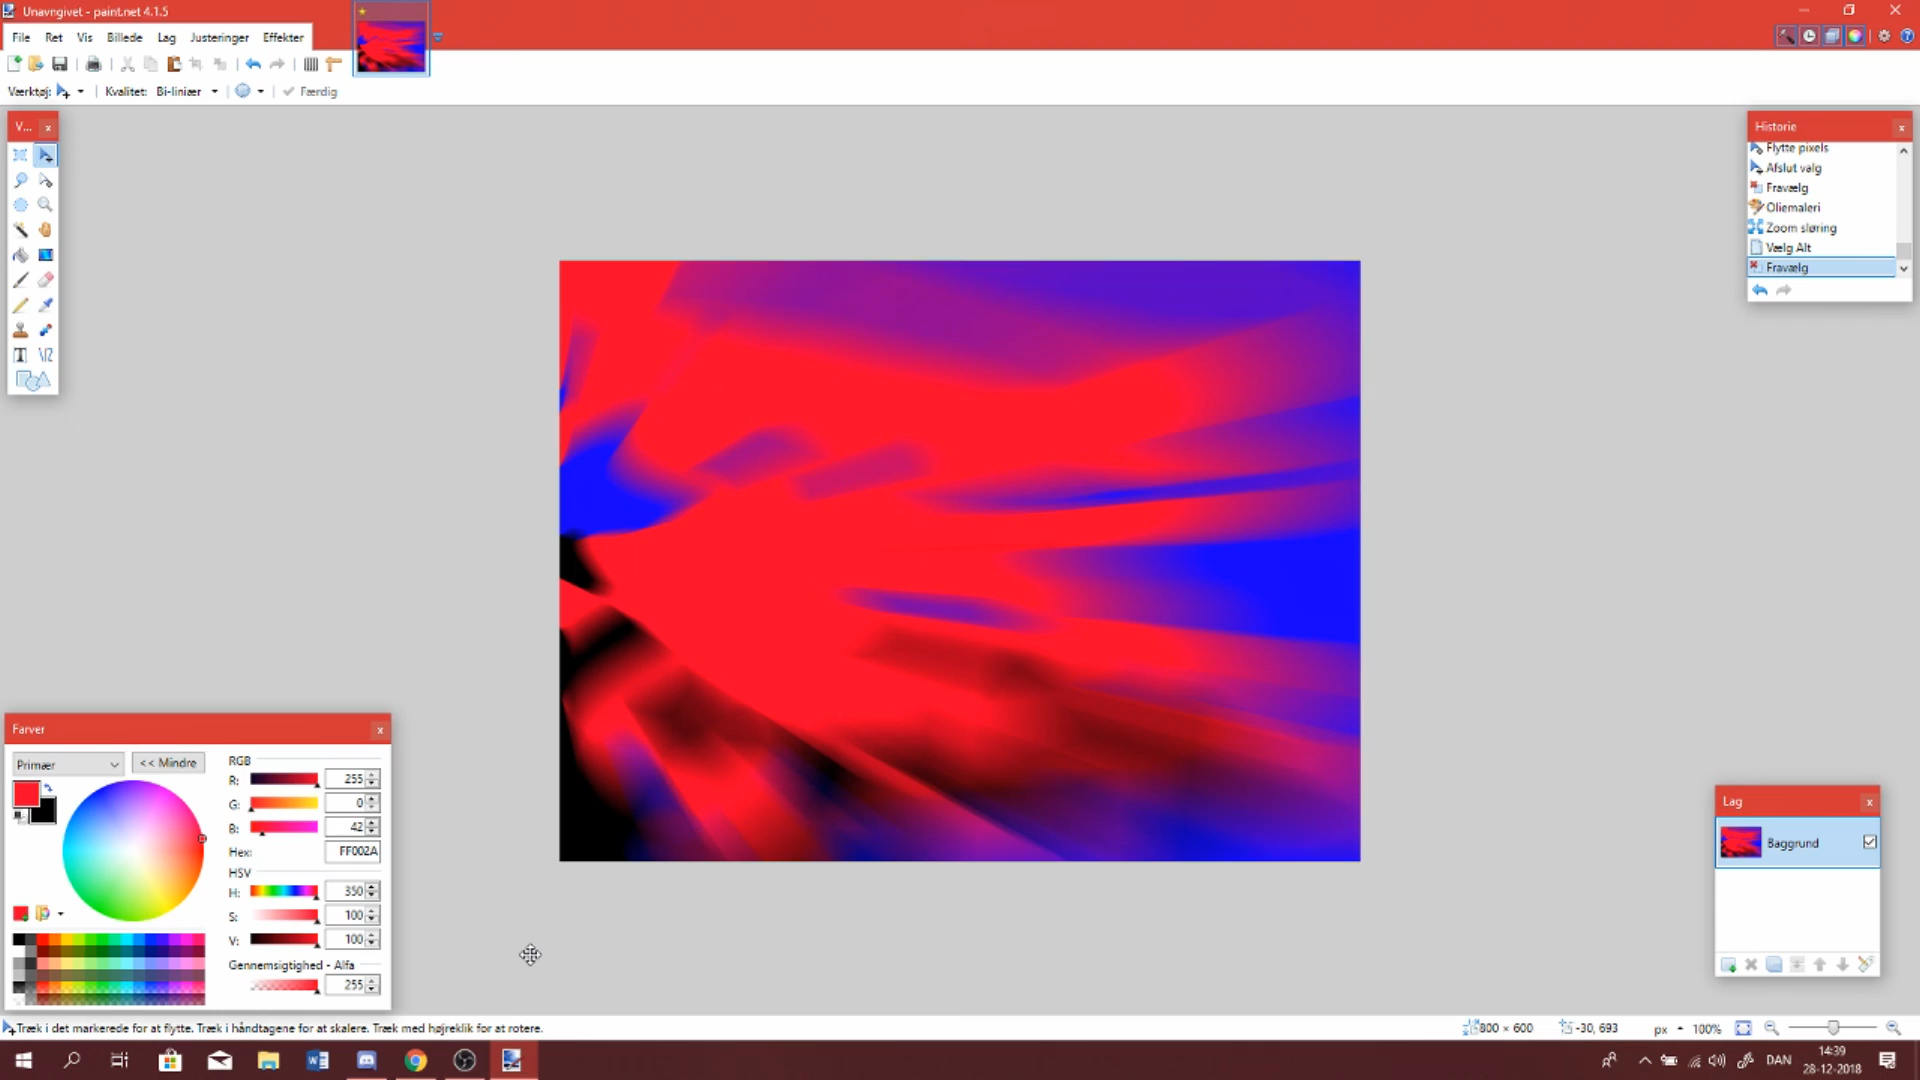 Unavngivet - paint.net 4.1.5
File Ret Vis Billede Lag Justeringer Effekter
Værktøj: Kvalitet: Bi-liniær Færdig
V...
Historie
Flytte pixels
Afslut valg
Fravælg
Oliemaleri
Zoom sløring
Vælg Alt
Fravælg
Farver
Primær << Mindre
RGB
R: 255
G: 0
B: 42
Hex: FF002A
HSV
H: 350
S: 100
V: 100
Gennemsigtighed - Alfa
255
Lag
Baggrund
Træk i det markerede for at flytte. Træk i håndtagene for at skalere. Træk med højreklik for at rotere.
800 × 600 -30, 693 px 100%
DAN
14:39
28-12-2018